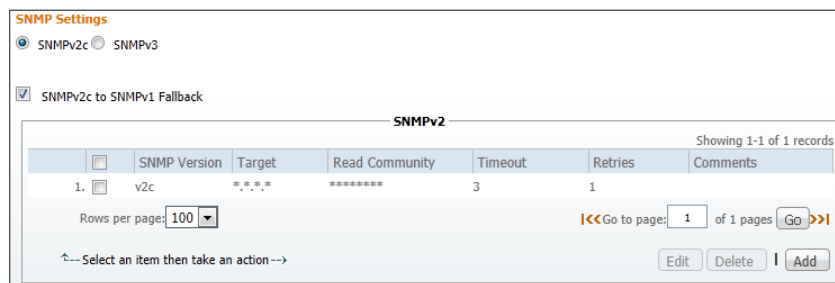 SNMP Settings
SNMPv2c SNMPv3
SNMPv2c to SNMPv1 Fallback
SNMPv2
Showing 1-1 of 1 records
SNMP Version Target Read Community Timeout Retries Comments
1. v2c *.*.*.* ******** 3 1
Rows per page: 100 Go to page: 1 of 1 pages Go
Select an item then take an action Edit Delete Add